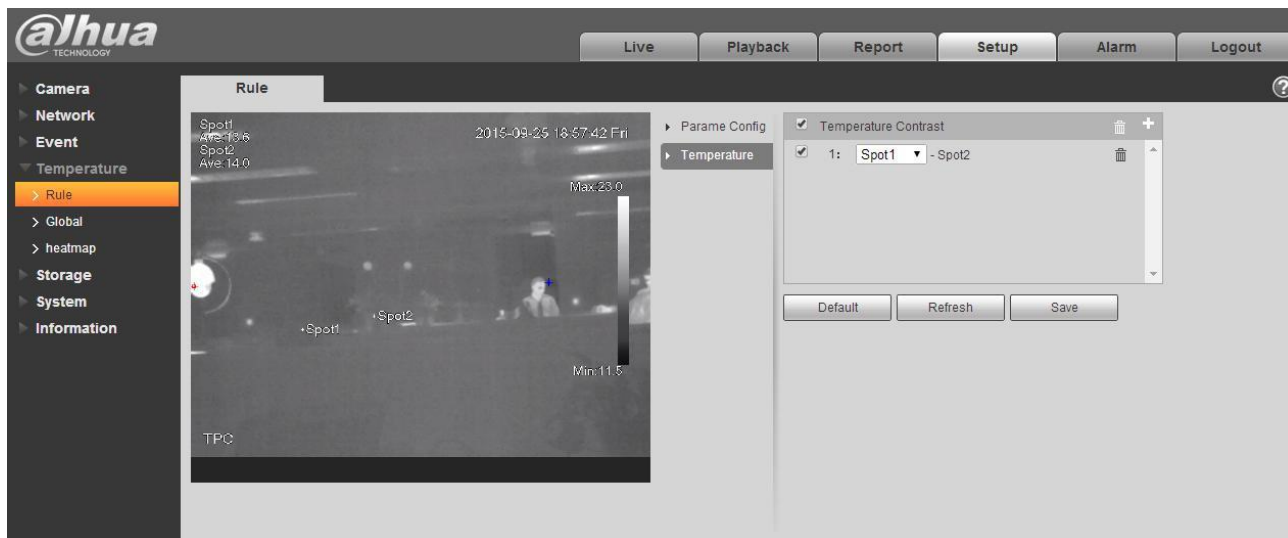 alhua
TECHNOLOGY
Live Playback Report Setup Alarm Logout
Camera
Network
Event
Temperature
Rule
Global
heatmap
Storage
System
Information
Rule
?
Spot1
Ave:13.6
Spot2
Ave:14.0
2015-09-25 18:57:42 Fri
Max:23.0
Spot1
Spot2
Min:11.5
TPC
Parame Config
Temperature
Temperature Contrast
1: Spot1 - Spot2
Default Refresh Save